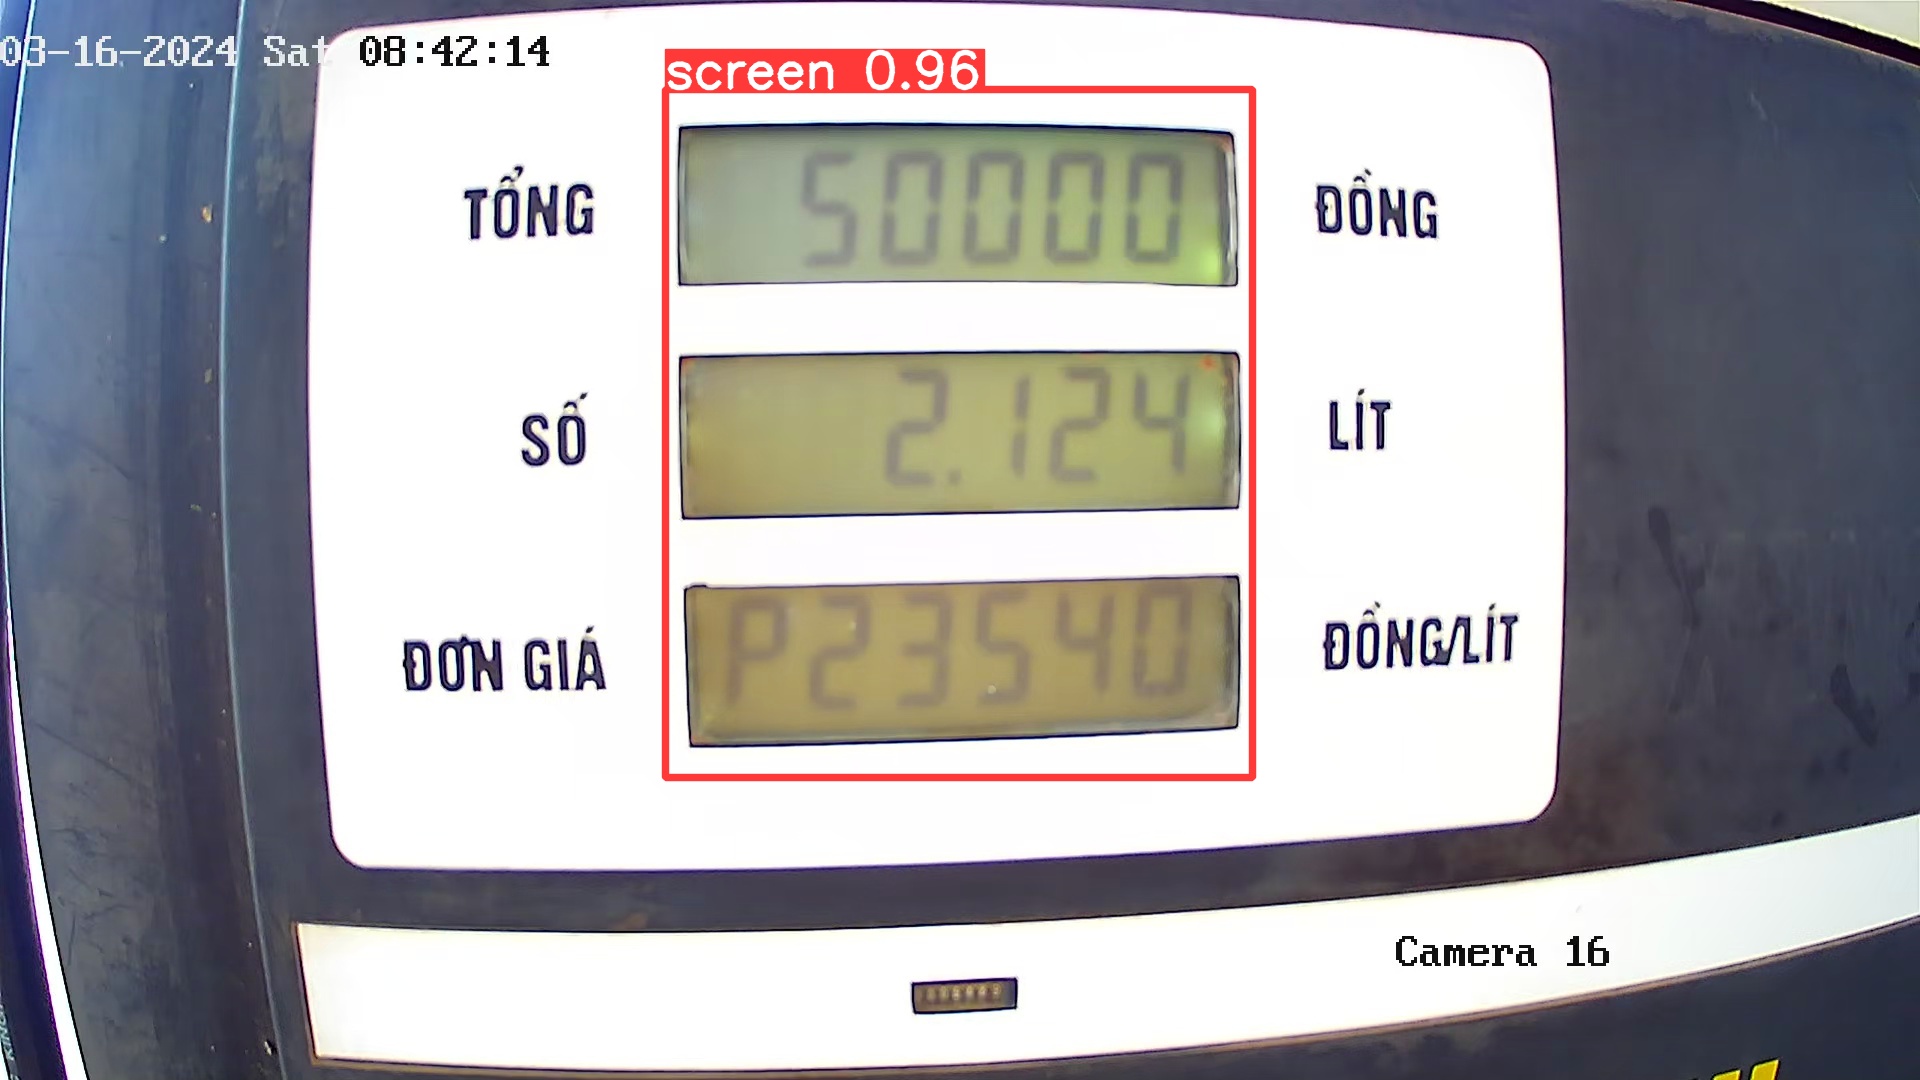 03-16-2024 Sat 08:42:14
screen 0.96
TỔNG 50000 ĐỒNG
SỐ 2.124 LÍT
ĐƠN GIÁ P23540 ĐỒNG/LÍT
Camera 16